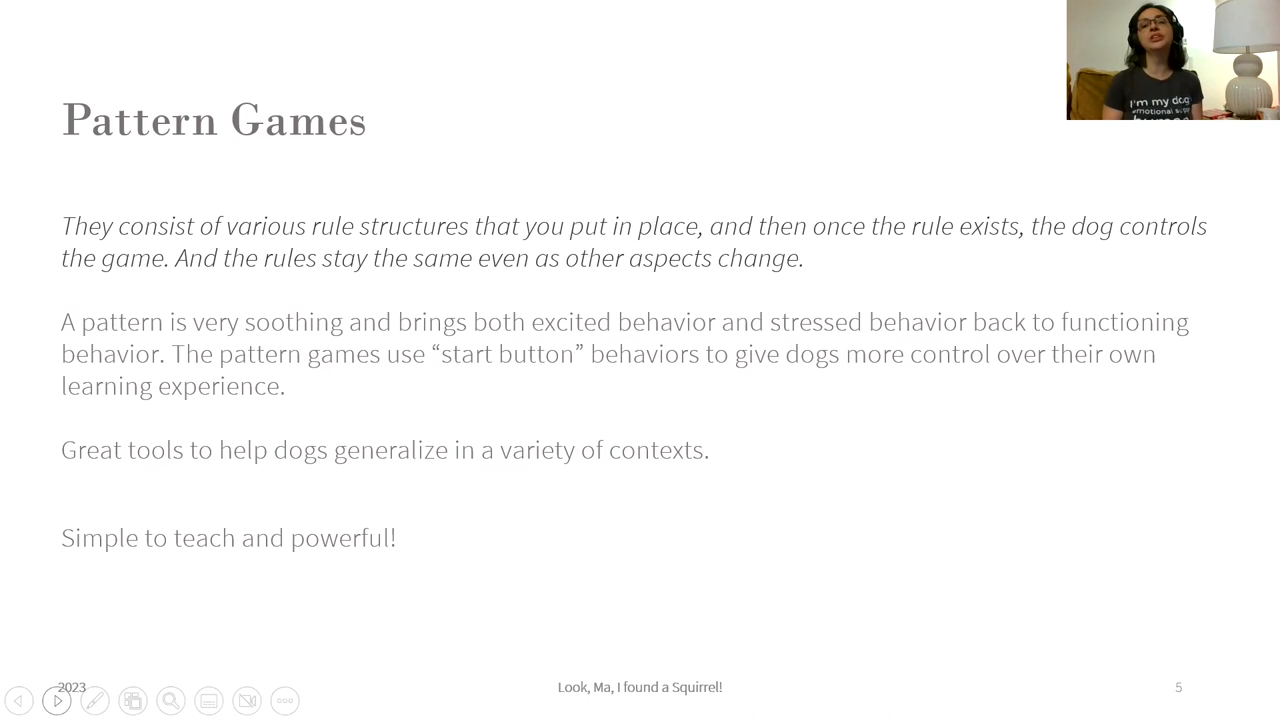 I'm my dog
emotional
Pattern Games
They consist of various rule structures that you put in place, and then once the rule exists, the dog controls
the game. And the rules stay the same even as other aspects change.
A pattern is very soothing and brings both excited behavior and stressed behavior back to functioning
behavior. The pattern games use “start button” behaviors to give dogs more control over their own
learning experience.
Great tools to help dogs generalize in a variety of contexts.
Simple to teach and powerful!
2023
Look, Ma, I found a Squirrel!
5